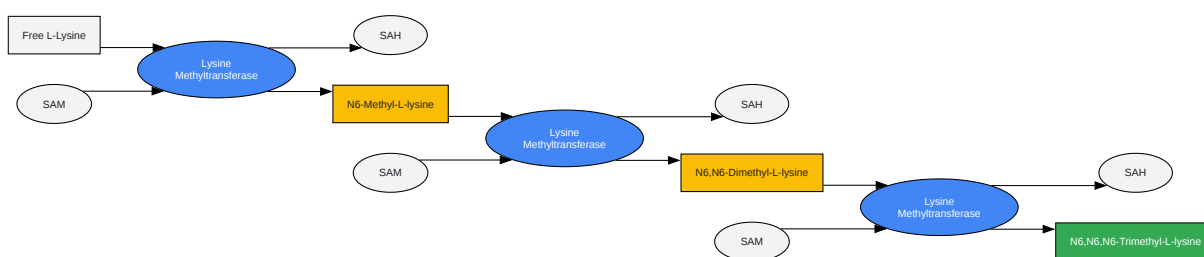 Free L-Lysine
SAH
Lysine
Methyltransferase
SAM
N6-Methyl-L-lysine
SAH
Lysine
Methyltransferase
SAM
N6,N6-Dimethyl-L-lysine
SAH
Lysine
Methyltransferase
SAM
N6,N6,N6-Trimethyl-L-lysine